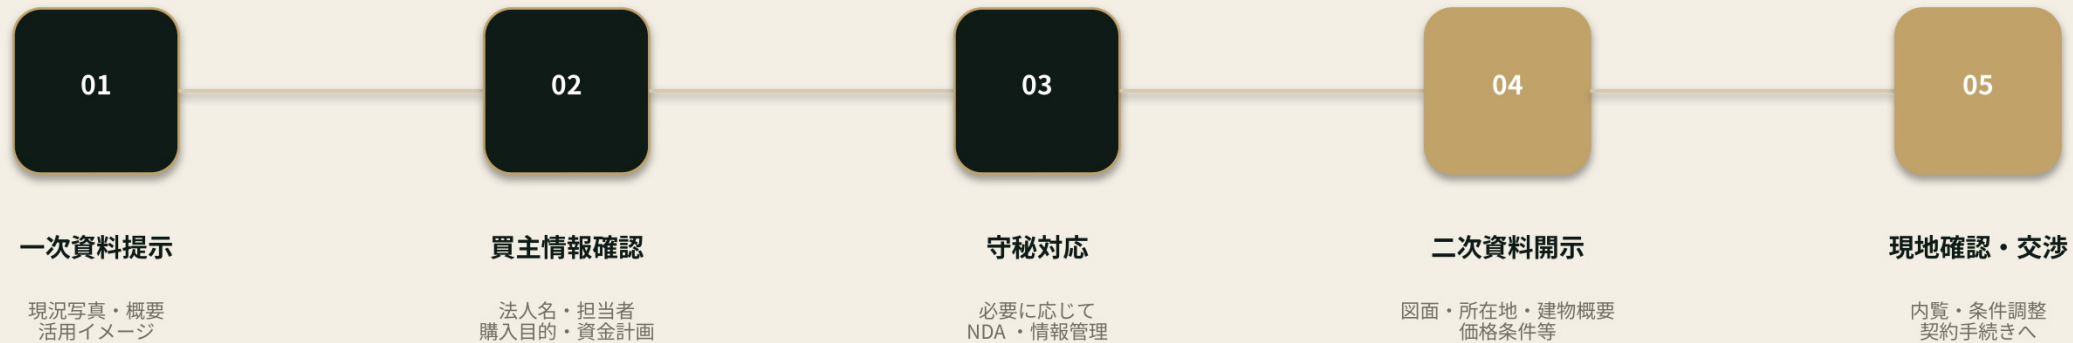 01
02
03
04
05
一次資料提示
買主情報確認
守秘対応
二次資料開示
現地確認・交渉
現況写真・概要
活用イメージ
法人名・担当者
購入目的・資金計画
必要に応じて
NDA ・情報管理
図面・所在地・建物概要
価格条件等
内覧・条件調整
契約手続きへ